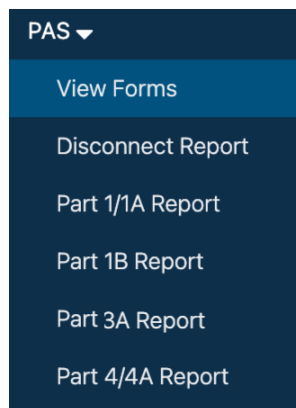 PAS
View Forms
Disconnect Report
Part 1/1A Report
Part 1B Report
Part 3A Report
Part 4/4A Report